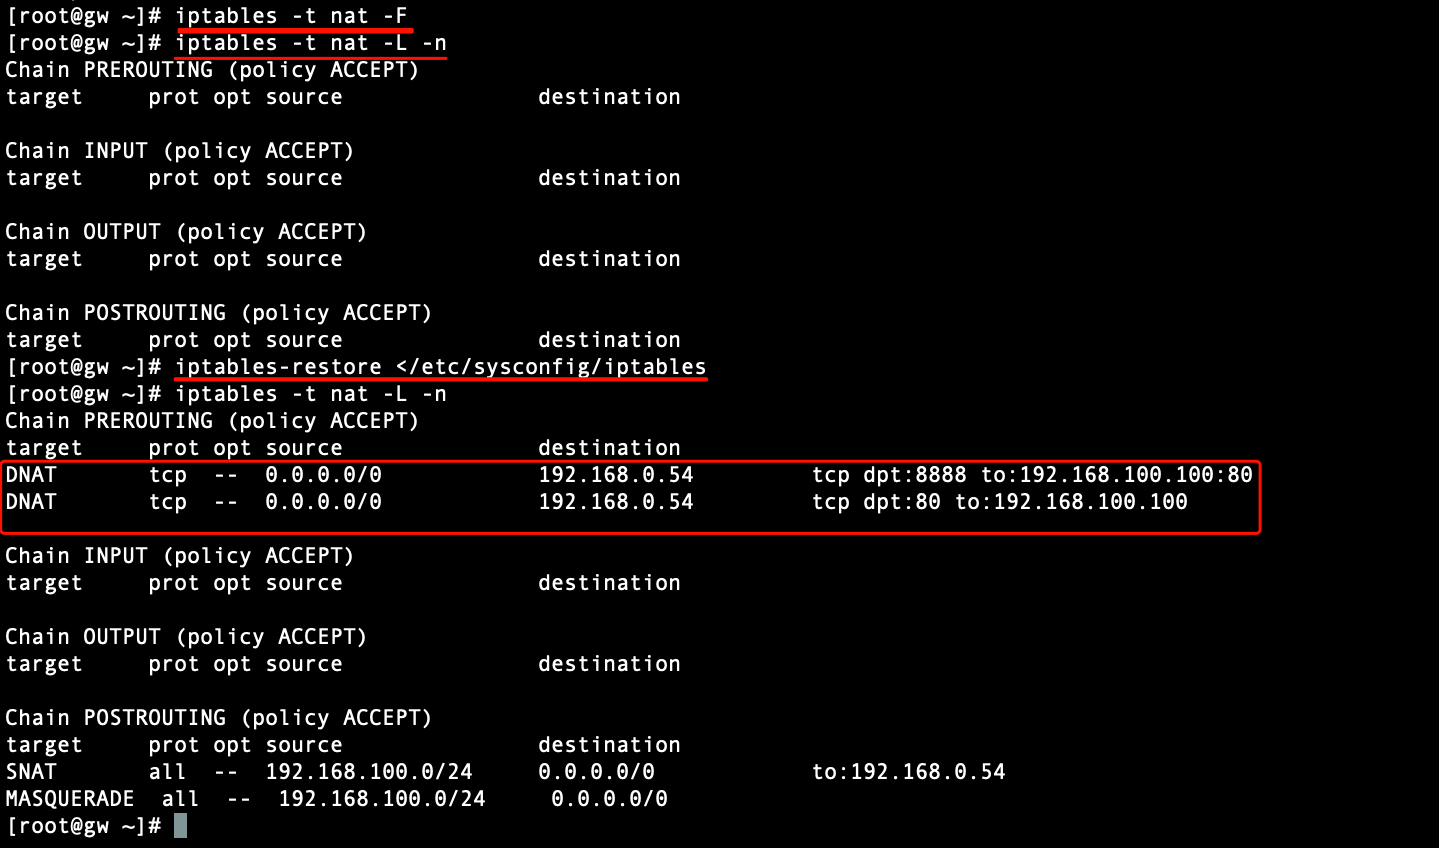 [root@gw ~]# iptables -t nat -F
[root@gw ~]# iptables -t nat -L -n
Chain PREROUTING (policy ACCEPT)
target     prot opt source               destination
Chain INPUT (policy ACCEPT)
target     prot opt source               destination
Chain OUTPUT (policy ACCEPT)
target     prot opt source               destination
Chain POSTROUTING (policy ACCEPT)
target     prot opt source               destination
[root@gw ~]# iptables-restore </etc/sysconfig/iptables
[root@gw ~]# iptables -t nat -L -n
Chain PREROUTING (policy ACCEPT)
target     prot opt source               destination
DNAT       tcp  --  0.0.0.0/0            192.168.0.54         tcp dpt:8888 to:192.168.100.100:80
DNAT       tcp  --  0.0.0.0/0            192.168.0.54         tcp dpt:80 to:192.168.100.100
Chain INPUT (policy ACCEPT)
target     prot opt source               destination
Chain OUTPUT (policy ACCEPT)
target     prot opt source               destination
Chain POSTROUTING (policy ACCEPT)
target     prot opt source               destination
SNAT       all  --  192.168.100.0/24     0.0.0.0/0            to:192.168.0.54
MASQUERADE  all  --  192.168.100.0/24     0.0.0.0/0
[root@gw ~]#